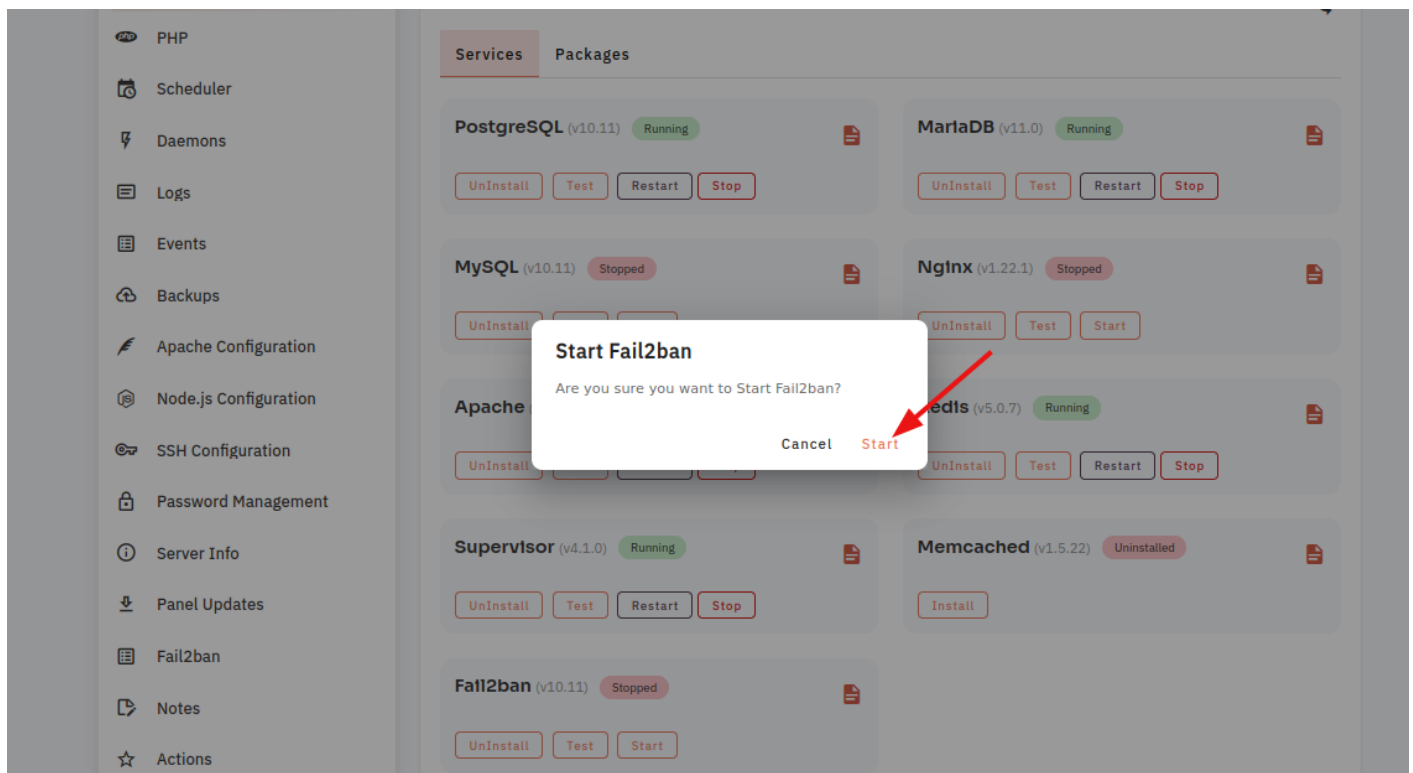 PHP
Scheduler
Daemons
Logs
Events
Backups
Apache Configuration
Node.js Configuration
SSH Configuration
Password Management
Server Info
Panel Updates
Fail2ban
Notes
Actions
Services Packages
PostgreSQL (v10.11) Running
UnInstall Test Restart Stop
MariaDB (v11.0) Running
UnInstall Test Restart Stop
MySQL (v10.11) Stopped
UnInstall
Nginx (v1.22.1) Stopped
UnInstall Test Start
Start Fail2ban
Are you sure you want to Start Fail2ban?
Cancel Start
Apache
UnInstall
edis (v5.0.7) Running
UnInstall Test Restart Stop
Supervisor (v4.1.0) Running
UnInstall Test Restart Stop
Memcached (v1.5.22) Uninstalled
Install
Fail2ban (v10.11) Stopped
UnInstall Test Start